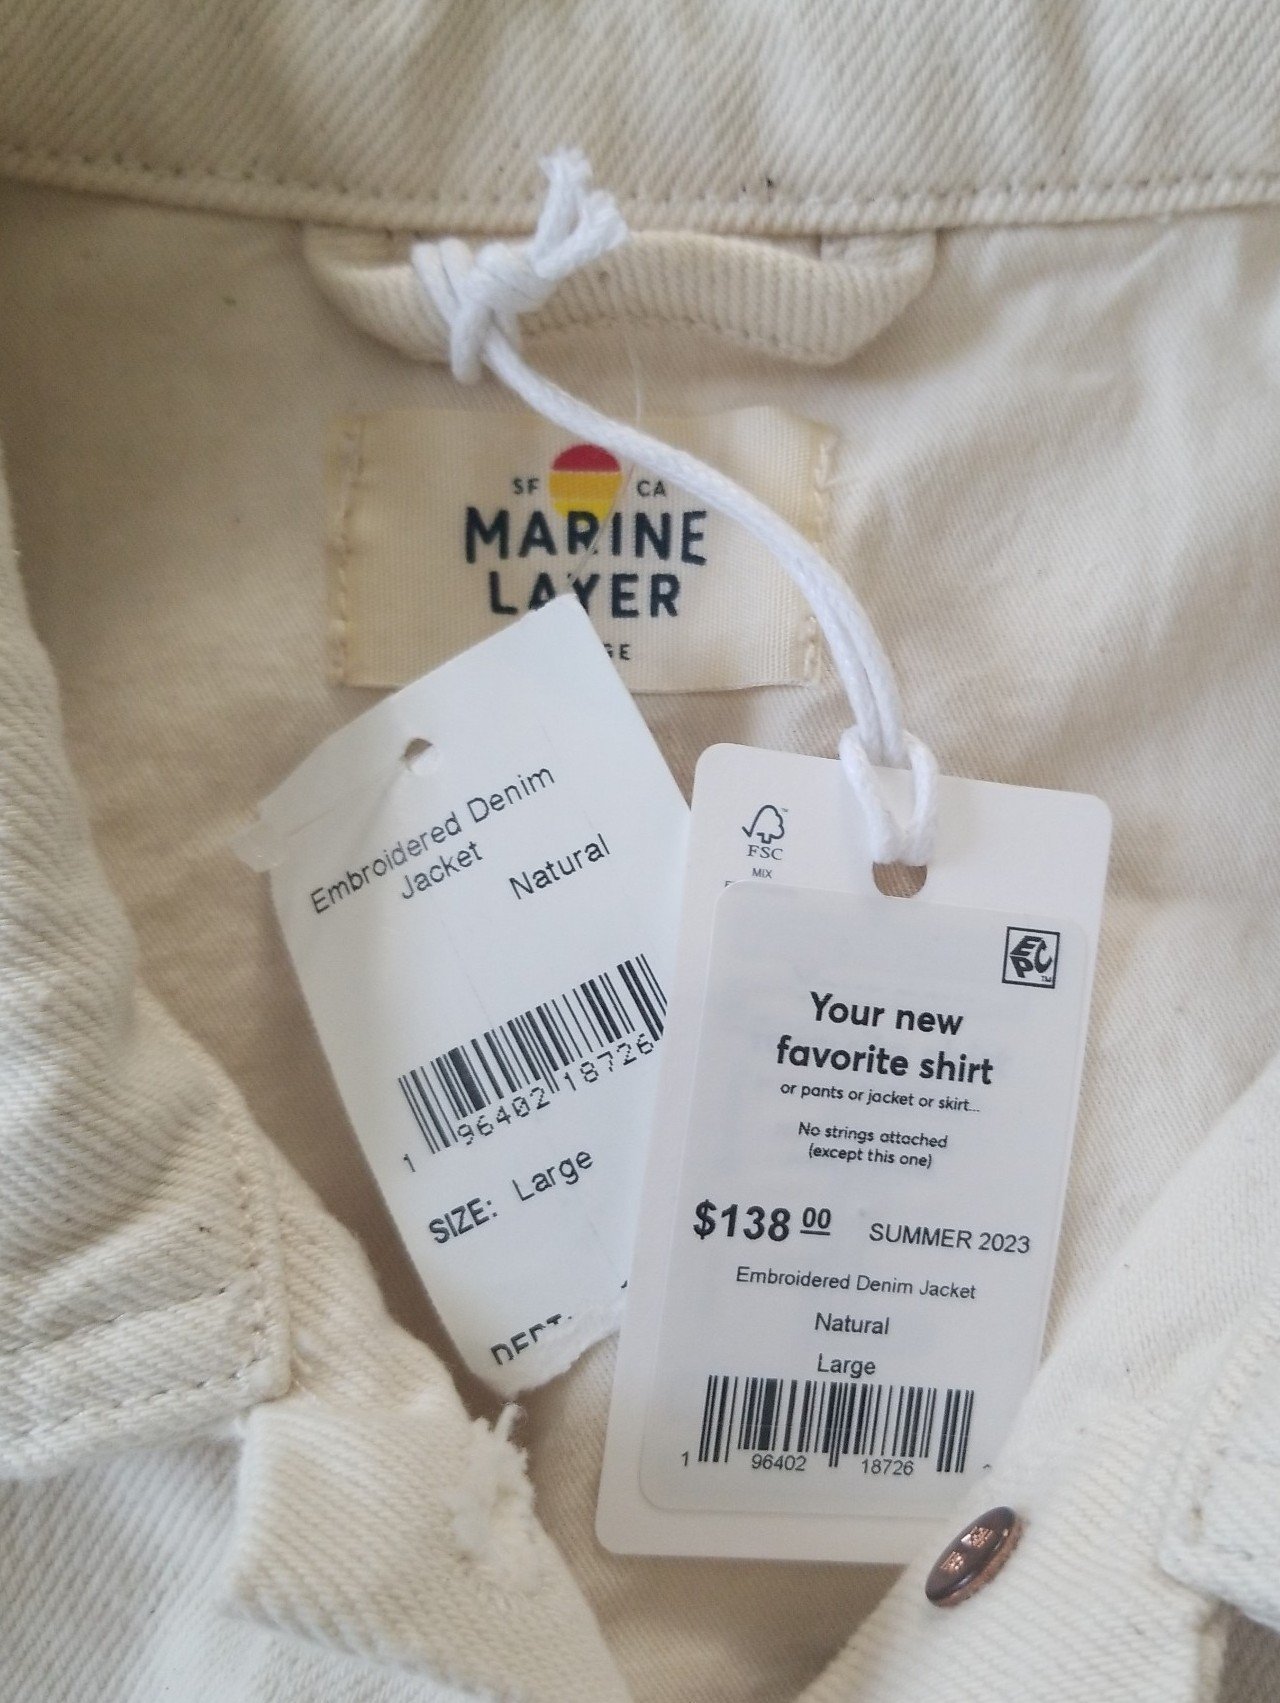 SF CA
MARINE
LAYER
Embroidered Denim
Jacket
Natural
1 96402 18726
SIZE: Large
FSC
MIX
EPC
Your new
favorite shirt
or pants or jacket or skirt...
No strings attached
(except this one)
$138 00 SUMMER 2023
Embroidered Denim Jacket
Natural
Large
1 96402 18726